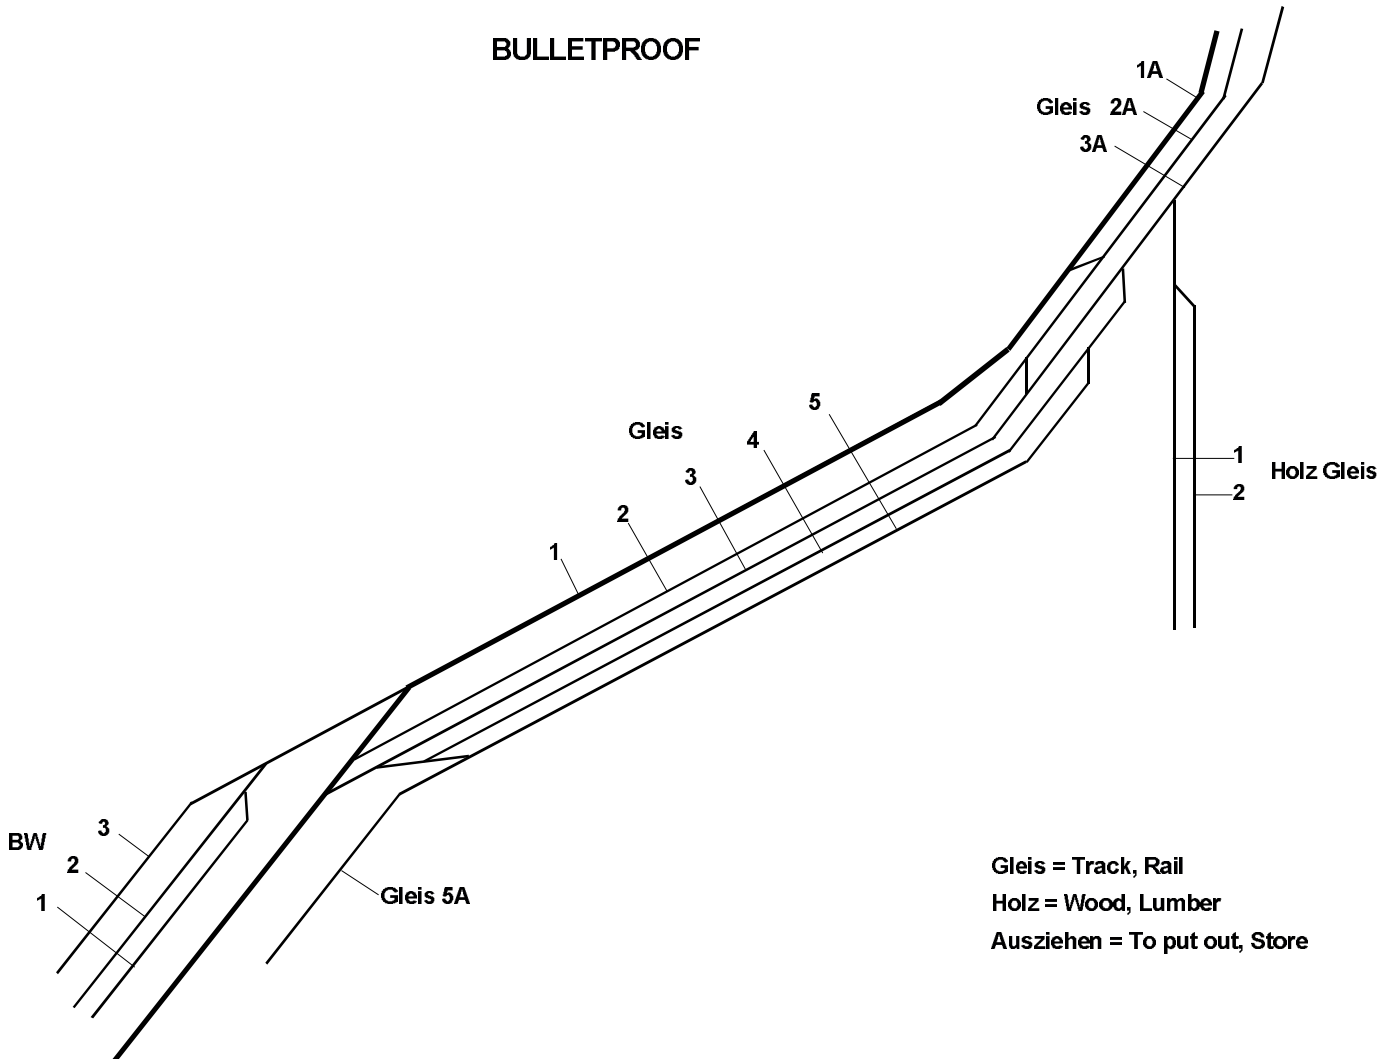 BULLETPROOF
1A
Gleis 2A
3A
5
Gleis
4
3
2
1
1
Holz Gleis
2
3
BW
2
1
Gleis 5A
Gleis = Track, Rail
Holz = Wood, Lumber
Ausziehen = To put out, Store